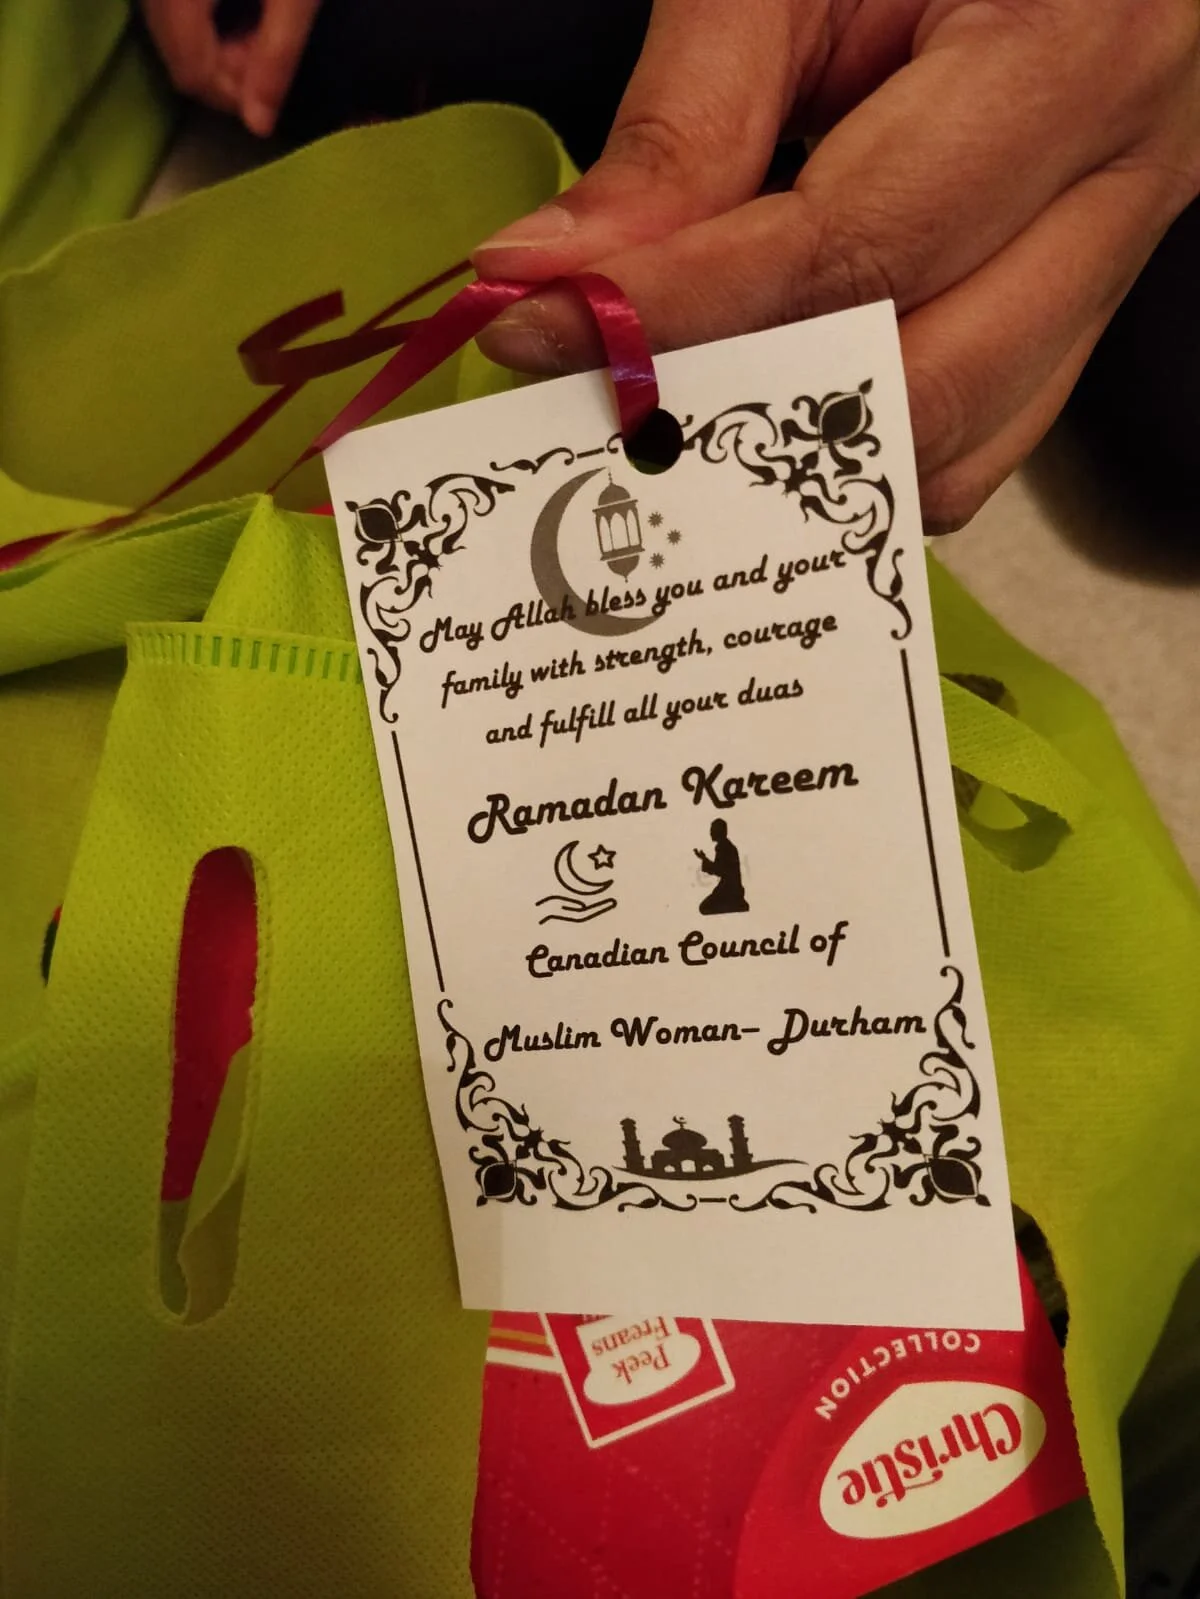 May Allah bless you and your
family with strength, courage
and fulfill all your duas
Ramadan Kareem
Canadian Council of
Muslim Woman– Durham
Peek
Freans
Christie
COLLECTION